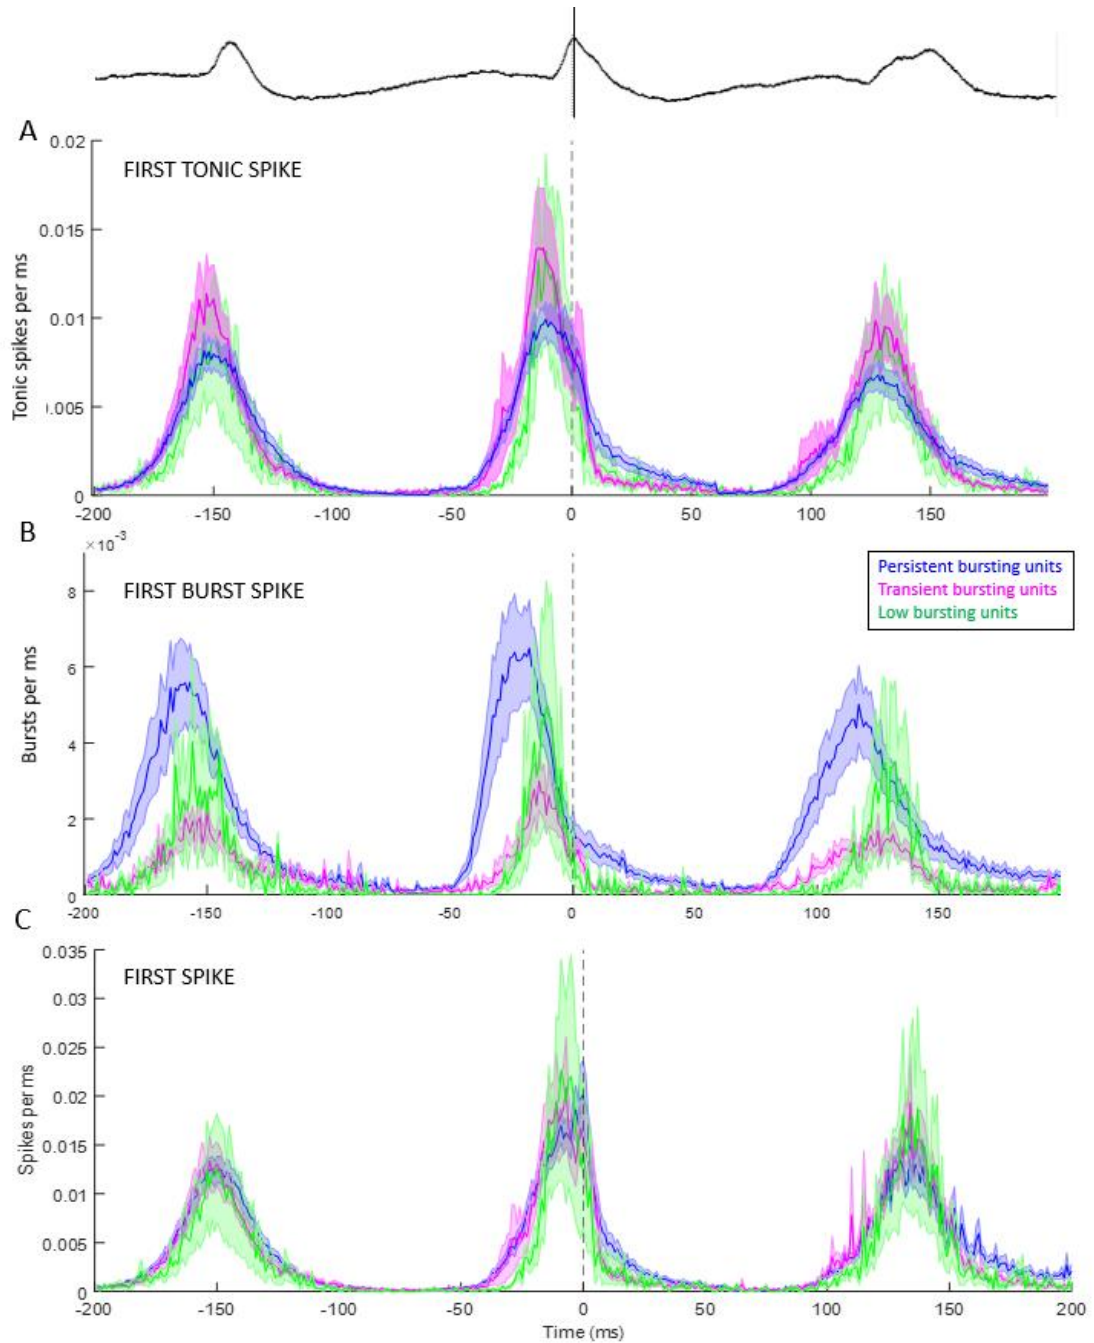 A
0.02
FIRST TONIC SPIKE
0.015
0.01
.005
0
Tonic spikes per ms
-200 -150 -100 -50 0 50 100 150
B
×10-3
FIRST BURST SPIKE
Persistent bursting units
Transient bursting units
Low bursting units
8
6
4
2
0
Bursts per ms
-200 -150 -100 -50 0 50 100 150
C
0.035
FIRST SPIKE
0.03
0.025
0.02
0.015
0.01
0.005
0
Spikes per ms
-200 -150 -100 -50 0 50 100 150 200
Time (ms)